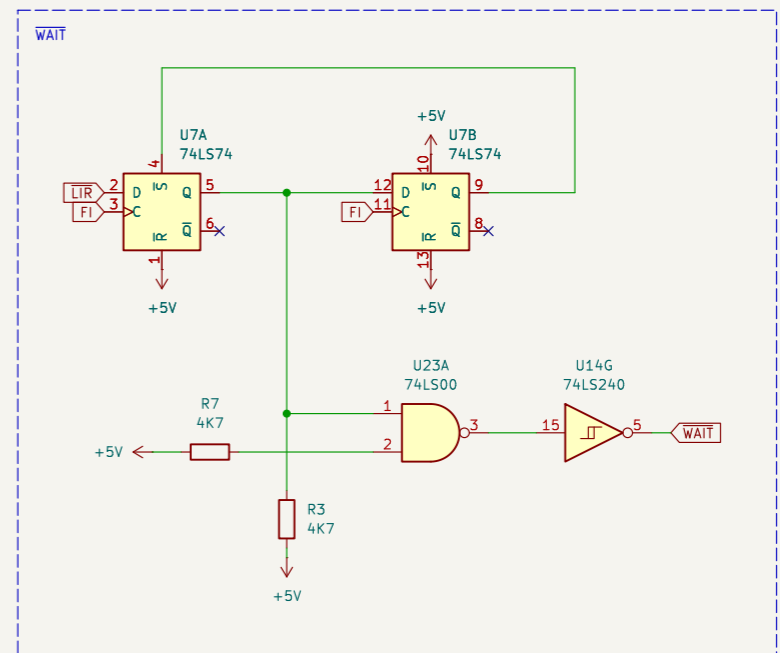 WAIT
+5V
U7A
74LS74
U7B
74LS74
4
10
LIR
2
D
S
Q
5
12
D
S
Q
9
FI
3
C
FI
11
C
R
Q
6
R
Q
8
1
13
+5V
+5V
U23A
74LS00
U14G
74LS240
R7
4K7
1
3
15
5
WAIT
+5V
2
R3
4K7
+5V